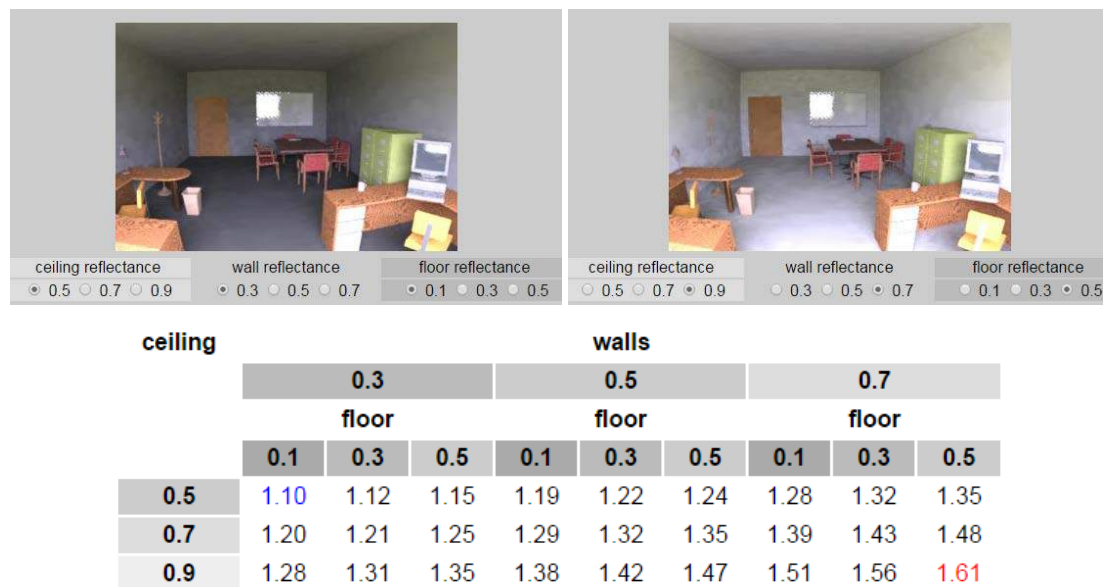 ceiling reflectance wall reflectance floor reflectance
0.5 0.7 0.9 0.3 0.5 0.7 0.1 0.3 0.5
ceiling reflectance wall reflectance floor reflectance
0.5 0.7 0.9 0.3 0.5 0.7 0.1 0.3 0.5
ceiling walls
0.3 0.5 0.7
floor floor floor
0.1 0.3 0.5 0.1 0.3 0.5 0.1 0.3 0.5
0.5 1.10 1.12 1.15 1.19 1.22 1.24 1.28 1.32 1.35
0.7 1.20 1.21 1.25 1.29 1.32 1.35 1.39 1.43 1.48
0.9 1.28 1.31 1.35 1.38 1.42 1.47 1.51 1.56 1.61